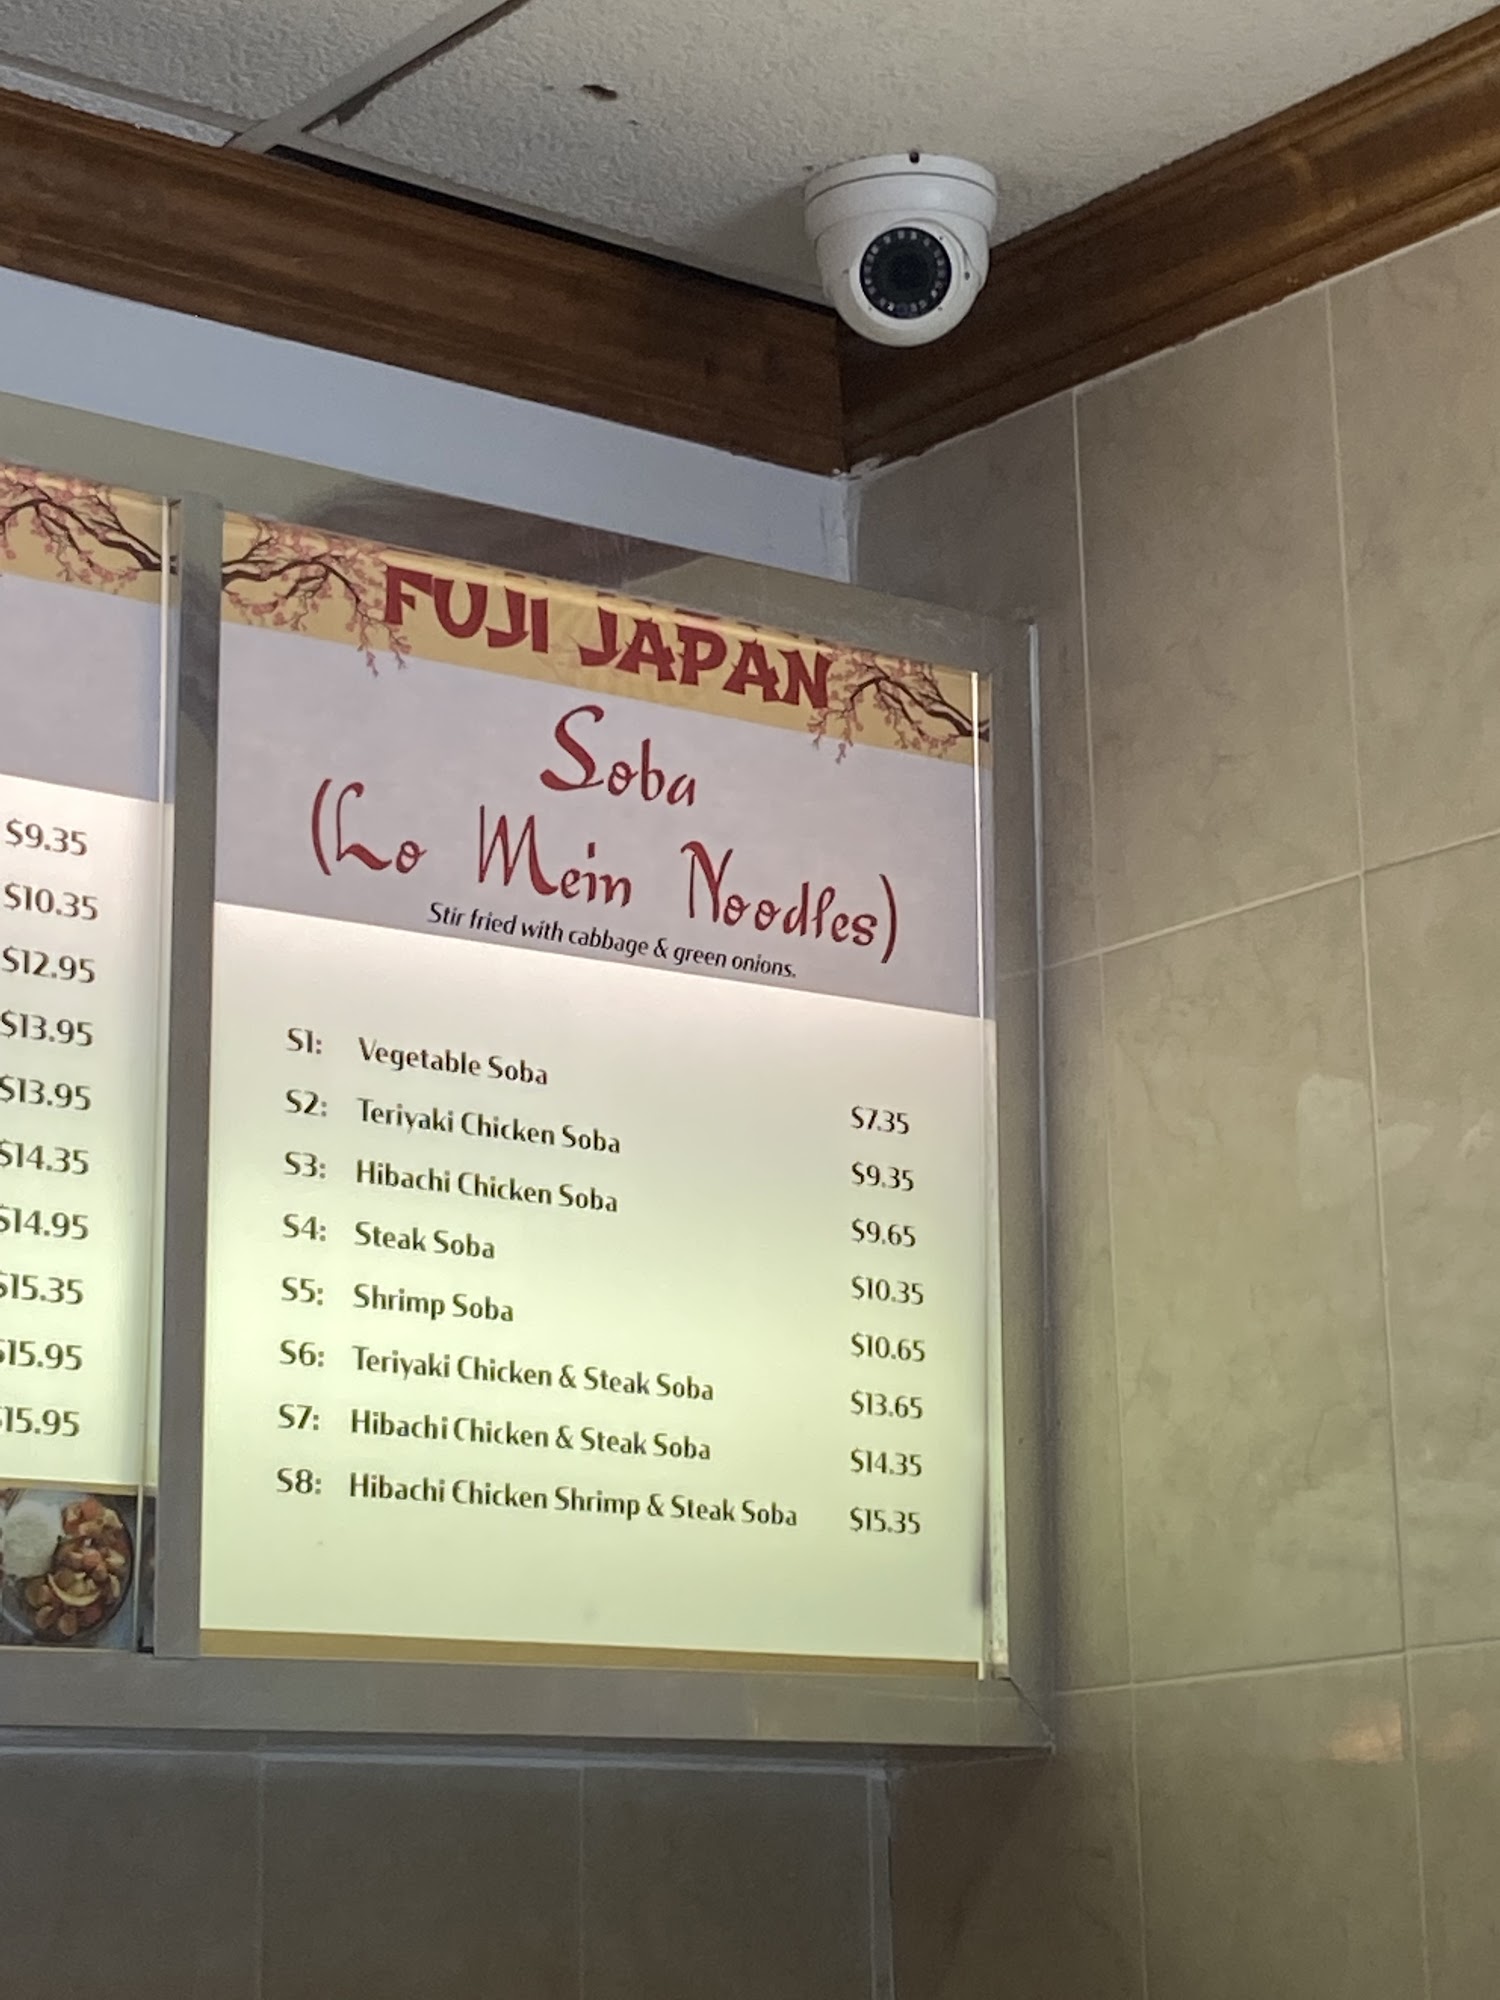 $9.35
$10.35
$12.95
$13.95
$13.95
$14.35
$14.95
$15.35
$15.95
15.95
FUJI JAPAN
Soba
(Lo Mein Noodles)
Stir fried with cabbage & green onions.
S1: Vegetable Soba $7.35
S2: Teriyaki Chicken Soba $9.35
S3: Hibachi Chicken Soba $9.65
S4: Steak Soba $10.35
S5: Shrimp Soba $10.65
S6: Teriyaki Chicken & Steak Soba $13.65
S7: Hibachi Chicken & Steak Soba $14.35
S8: Hibachi Chicken Shrimp & Steak Soba $15.35